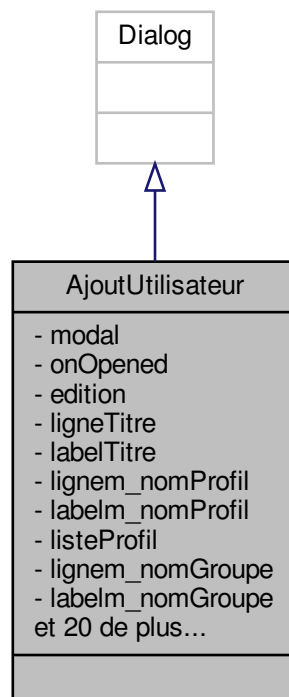 Dialog
AjoutUtilisateur
- modal
- onOpened
- edition
- ligneTitre
- labelTitre
- lignem_nomProfil
- labelm_nomProfil
- listeProfil
- lignem_nomGroupe
- labelm_nomGroupe
et 20 de plus...